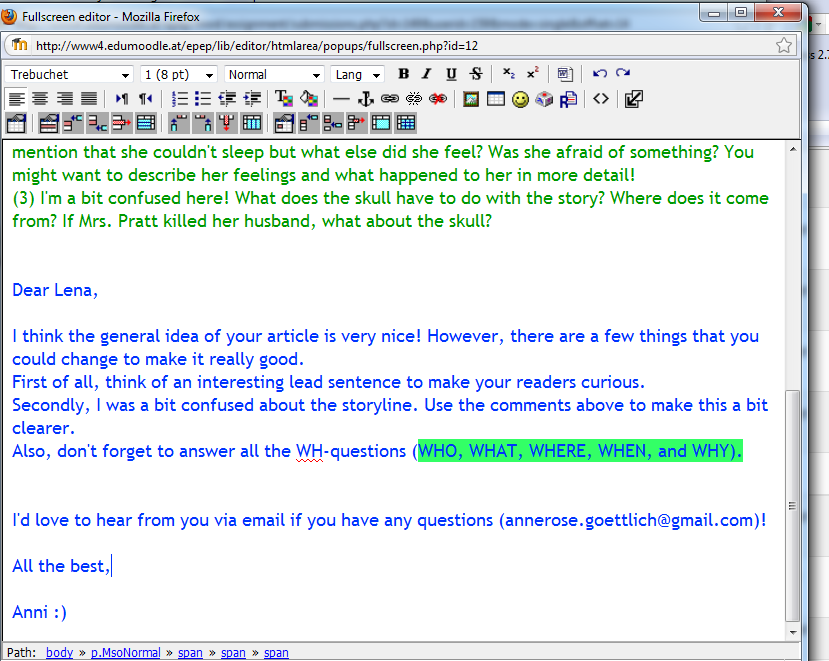 Fullscreen editor - Mozilla Firefox
http://www4.edumoodle.at/epep/lib/editor/htmlarea/popups/fullscreen.php?id=12
Trebuchet 1 (8 pt) Normal Lang B I U S x₂ x²
mention that she couldn't sleep but what else did she feel? Was she afraid of something? You
might want to describe her feelings and what happened to her in more detail!
(3) I'm a bit confused here! What does the skull have to do with the story? Where does it come
from? If Mrs. Pratt killed her husband, what about the skull?
Dear Lena,
I think the general idea of your article is very nice! However, there are a few things that you
could change to make it really good.
First of all, think of an interesting lead sentence to make your readers curious.
Secondly, I was a bit confused about the storyline. Use the comments above to make this a bit
clearer.
Also, don't forget to answer all the WH-questions (WHO, WHAT, WHERE, WHEN, and WHY).
I'd love to hear from you via email if you have any questions (annerose.goettlich@gmail.com)!
All the best,
Anni :)
Path: body » p.MsoNormal » span » span » span